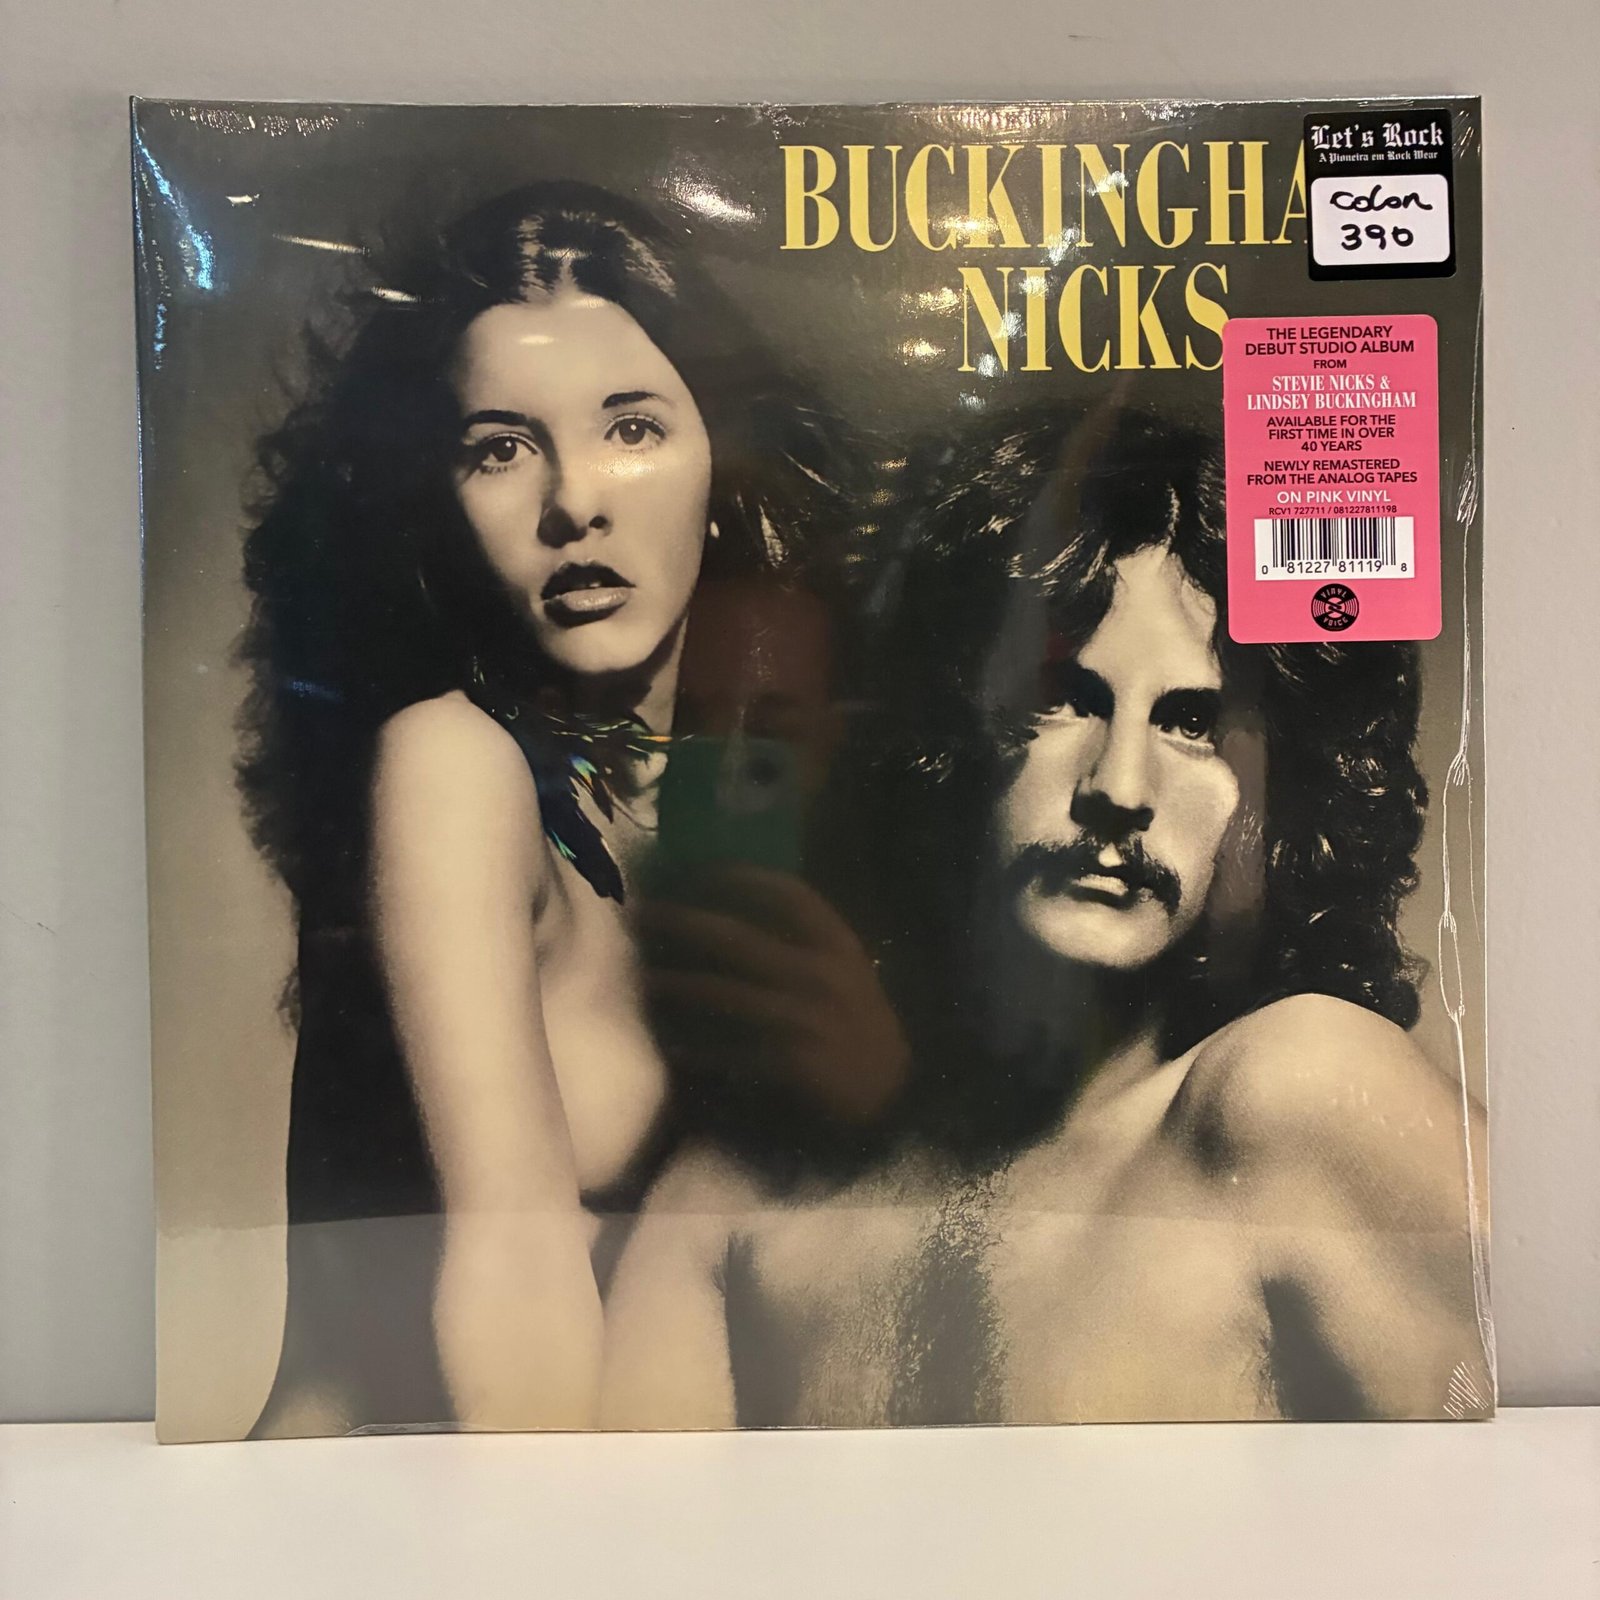 BUCKINGHA
NICKS
Let's Rock
A Pioneira em Rock Wear
Color
390
THE LEGENDARY
DEBUT STUDIO ALBUM
FROM
STEVIE NICKS &
LINDSEY BUCKINGHAM
AVAILABLE FOR THE
FIRST TIME IN OVER
40 YEARS
NEWLY REMASTERED
FROM THE ANALOG TAPES
ON PINK VINYL
RCV1 727711 / 081227811198
0 81227 81119 8
VINYL
VOICE